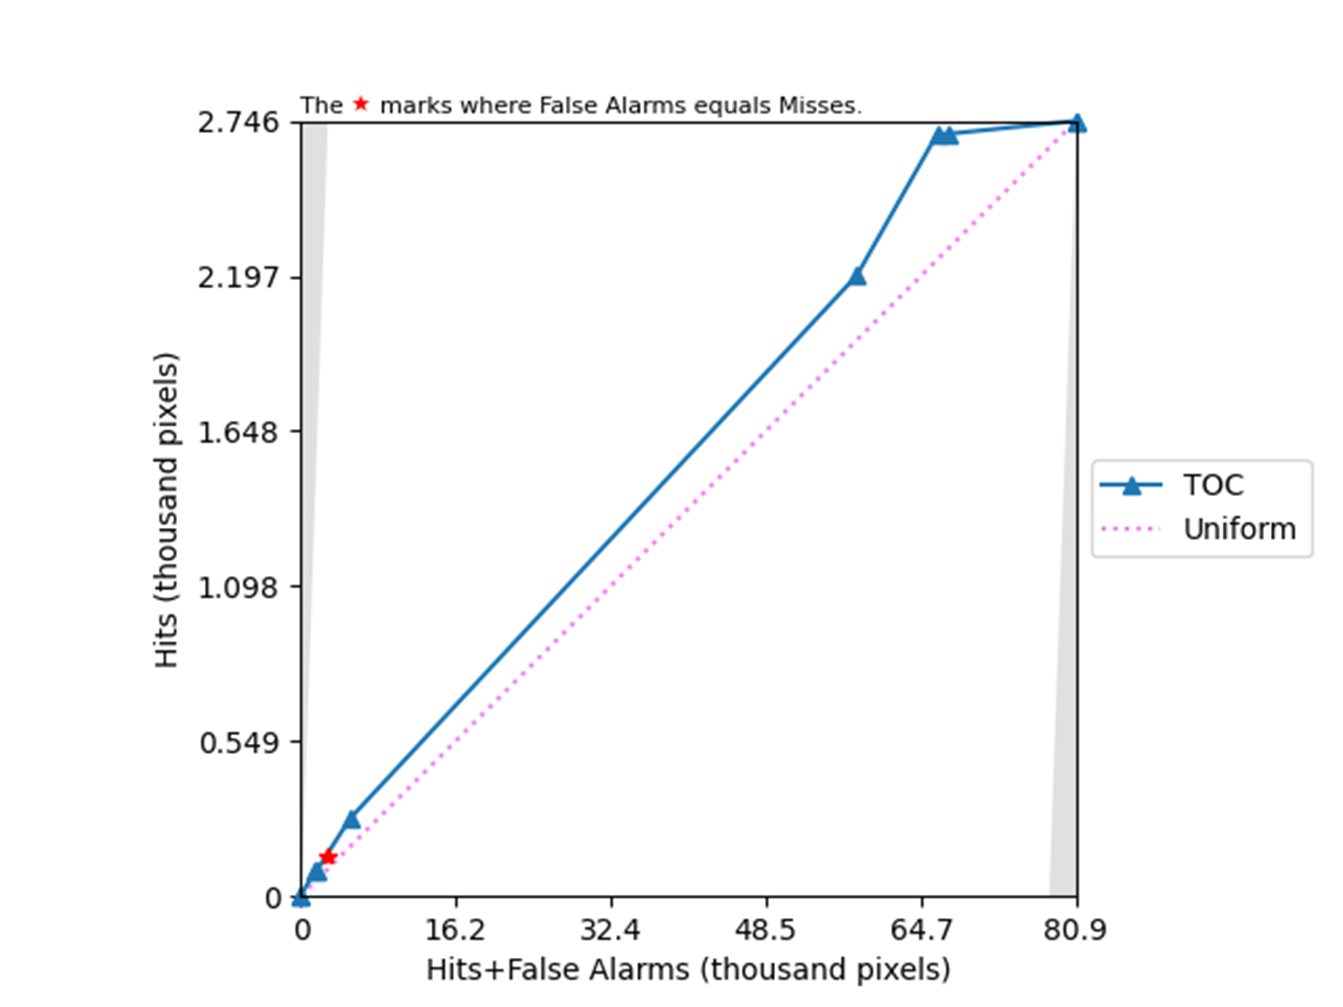 The ★ marks where False Alarms equals Misses.
2.746
2.197
1.648
1.098
0.549
0
Hits (thousand pixels)
0 16.2 32.4 48.5 64.7 80.9
Hits+False Alarms (thousand pixels)
TOC
Uniform